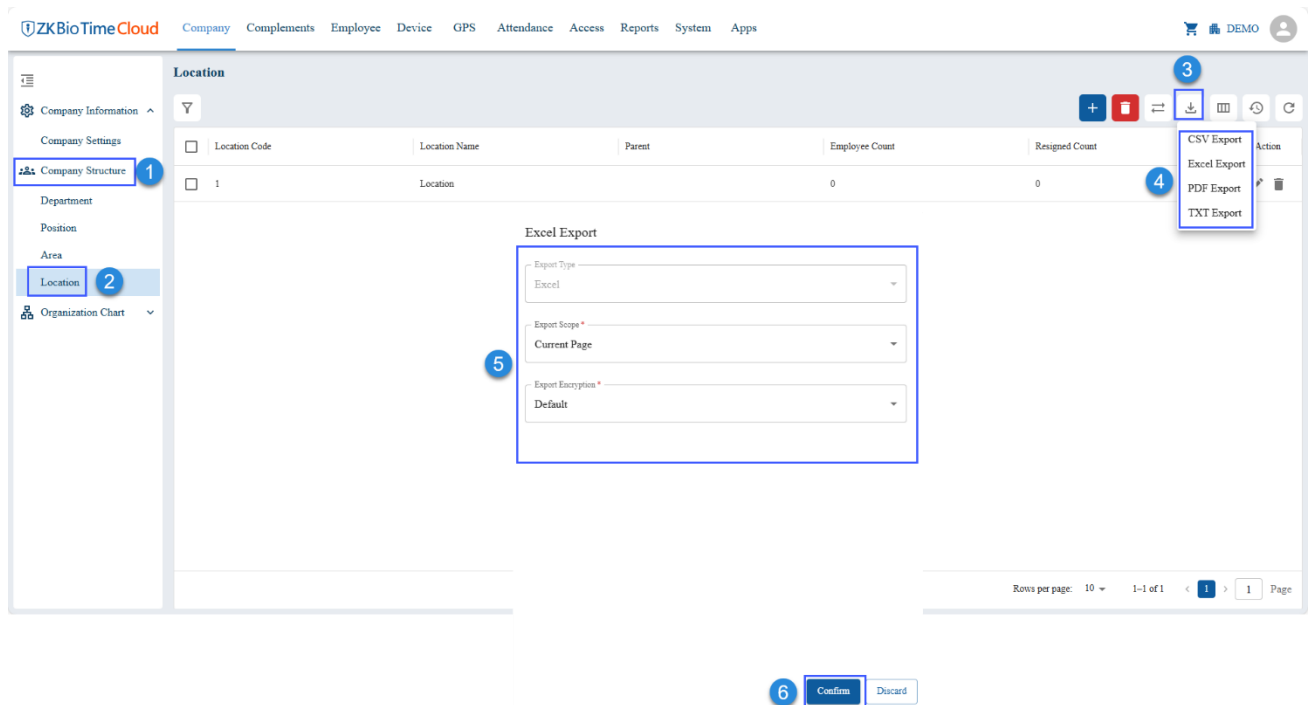 ZKBioTime Cloud Company Complements Employee Device GPS Attendance Access Reports System Apps DEMO
Location
3
Company Information
Company Settings
Location Code Location Name Parent Employee Count Resigned Count Action
CSV Export
Company Structure 1
Excel Export
1 Location 0 0
4 PDF Export
Department
TXT Export
Position
Excel Export
Area
Export Type
Location 2
Excel
Organization Chart
Export Scope *
Current Page
5
Export Encryption *
Default
Rows per page: 10 1–1 of 1 < 1 > 1 Page
6 Confirm Discard